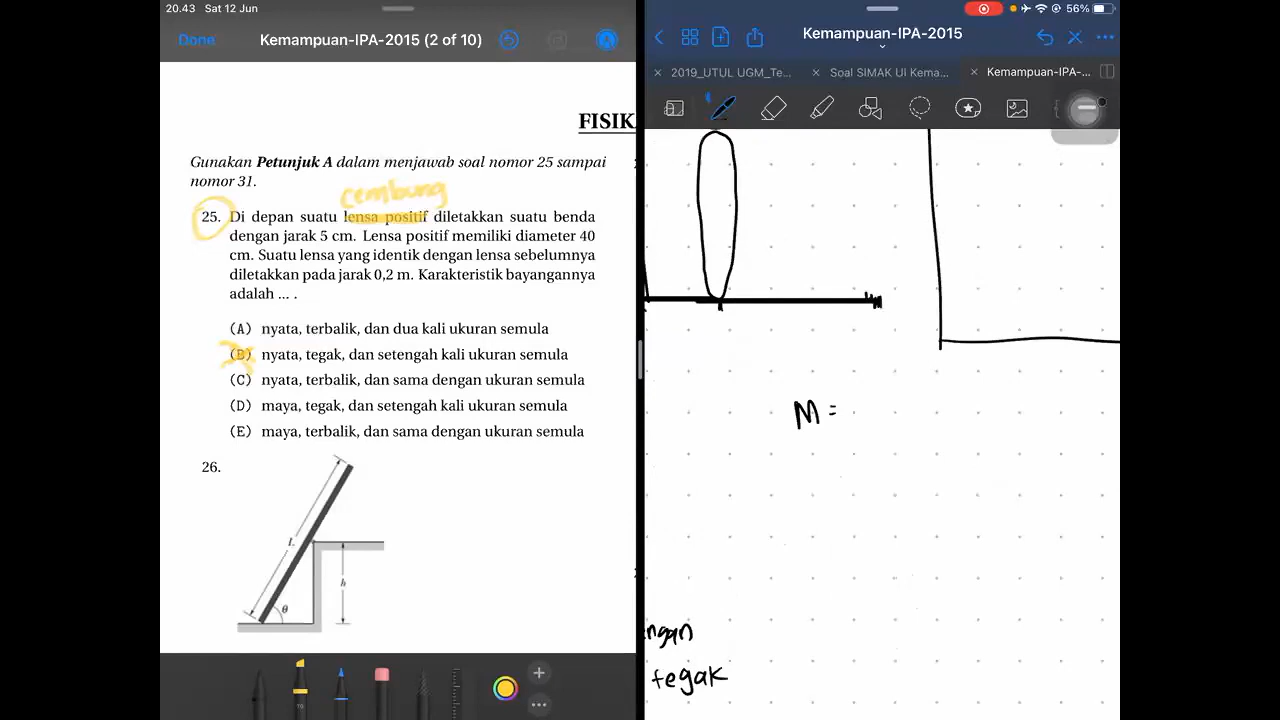 20.43 Sat 12 Jun
56%
Done
Kemampuan-IPA-2015 (2 of 10)
Kemampuan-IPA-2015
2019_UTUL UGM_Te...
Soal SIMAK UI Kema...
Kemampuan-IPA-...
FISIK
Gunakan Petunjuk A dalam menjawab soal nomor 25 sampai
nomor 31.
cembung
25. Di depan suatu lensa positif diletakkan suatu benda
dengan jarak 5 cm. Lensa positif memiliki diameter 40
cm. Suatu lensa yang identik dengan lensa sebelumnya
diletakkan pada jarak 0,2 m. Karakteristik bayangannya
adalah ... .
(A) nyata, terbalik, dan dua kali ukuran semula
(B) nyata, tegak, dan setengah kali ukuran semula
(C) nyata, terbalik, dan sama dengan ukuran semula
(D) maya, tegak, dan setengah kali ukuran semula
(E) maya, terbalik, dan sama dengan ukuran semula
26.
L
h
θ
M =
ngan
tegak